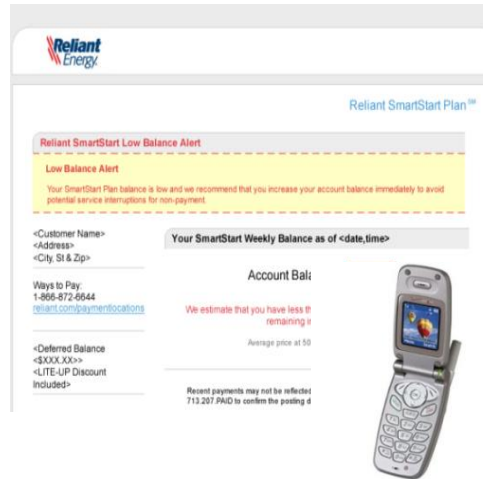 Reliant
Energy.
Reliant SmartStart Plan℠
Reliant SmartStart Low Balance Alert
Low Balance Alert
Your SmartStart Plan balance is low and we recommend that you increase your account balance immediately to avoid
potential service interruptions for non-payment.
<Customer Name>
<Address>
<City, St & Zip>
Your SmartStart Weekly Balance as of <date,time>
Ways to Pay:
1-866-872-6644
reliant.com/paymentlocations
Account Bala
We estimate that you have less th
remaining i
Average price at 50
<Deferred Balance
<$XXX.XX>>
<LITE-UP Discount
Included>
Recent payments may not be reflected
713.207.PAID to confirm the posting d